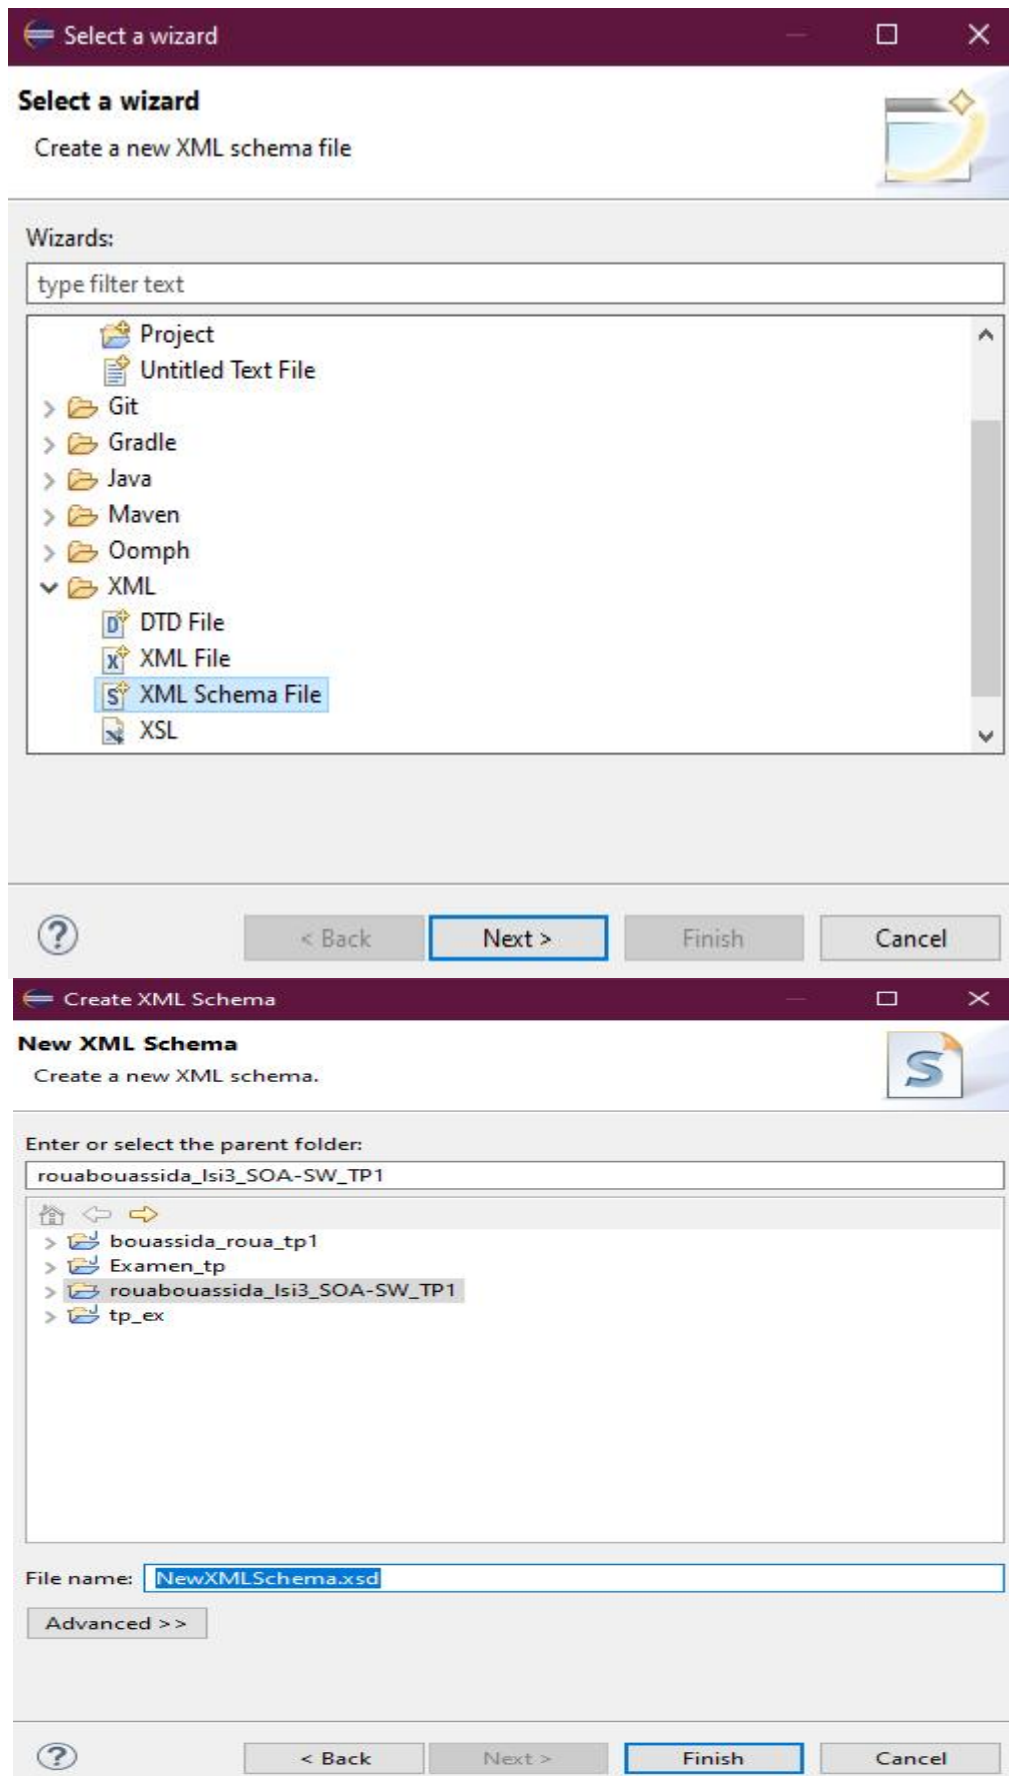 Select a wizard
Select a wizard
Create a new XML schema file
Wizards:
type filter text
Project
Untitled Text File
Git
Gradle
Java
Maven
Oomph
XML
DTD File
XML File
XML Schema File
XSL
< Back Next > Finish Cancel
Create XML Schema
New XML Schema
Create a new XML schema.
Enter or select the parent folder:
rouabouassida_lsi3_SOA-SW_TP1
bouassida_roua_tp1
Examen_tp
rouabouassida_lsi3_SOA-SW_TP1
tp_ex
File name: NewXMLSchema.xsd
Advanced >>
< Back Next > Finish Cancel